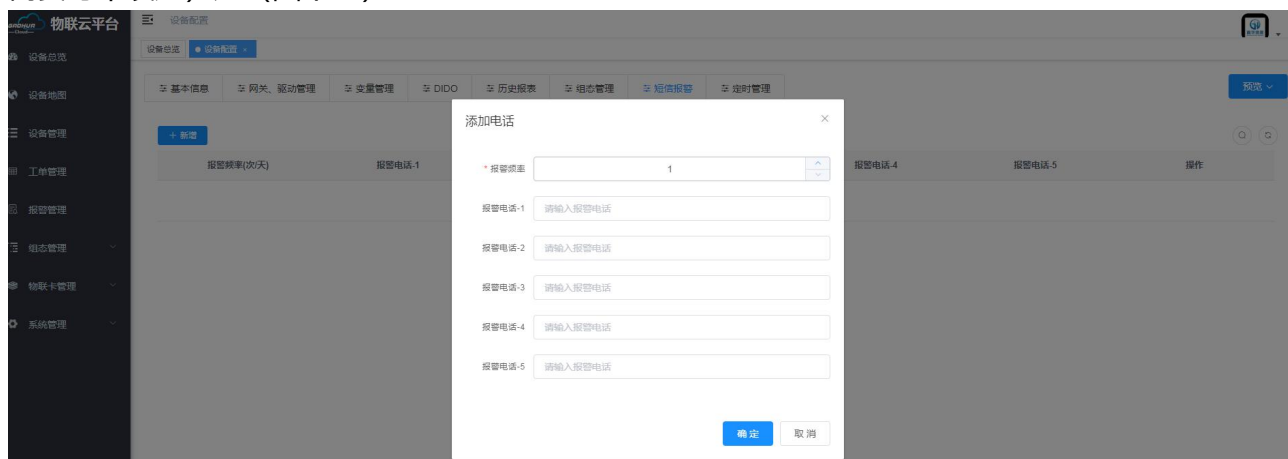 物联云平台
设备配置
设备总览
设备配置 ×
设备总览
设备地图
设备管理
工单管理
报警管理
组态管理
物联卡管理
系统管理
基本信息
网关、驱动管理
变量管理
DIDO
历史报表
组态管理
短信报警
定时管理
预览
+ 新增
报警频率(次/天)
报警电话-1
报警电话-4
报警电话-5
操作
添加电话
* 报警频率
1
报警电话-1
请输入报警电话
报警电话-2
请输入报警电话
报警电话-3
请输入报警电话
报警电话-4
请输入报警电话
报警电话-5
请输入报警电话
确定
取消